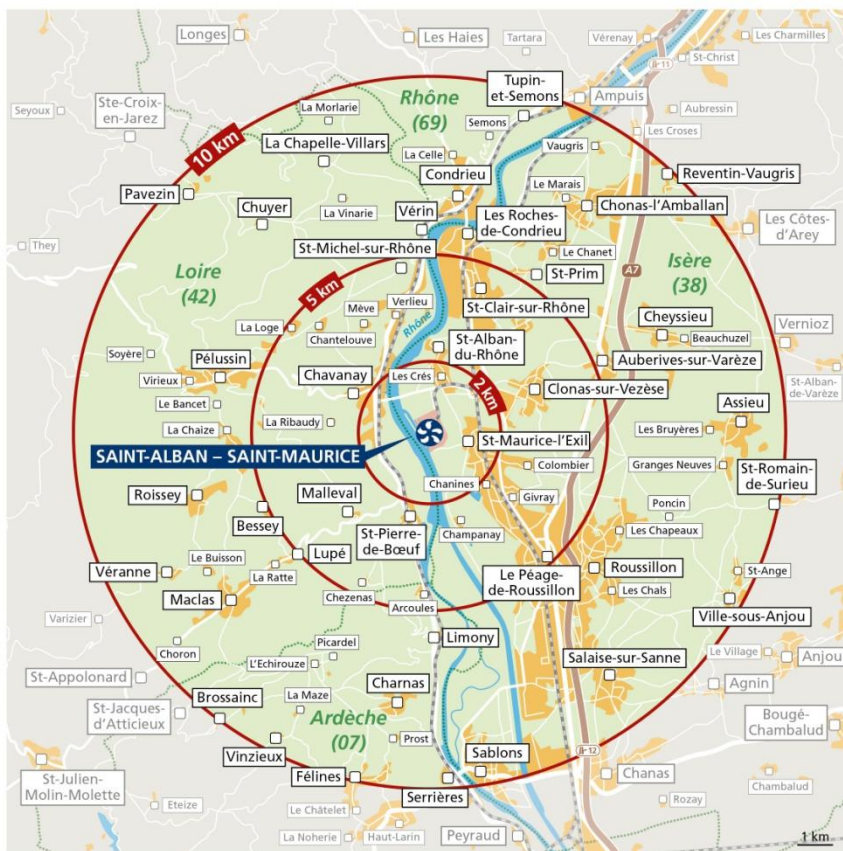 Longes
Les Haies
Tartara
Vérenay
Les Charmilles
St-Christ
11
Seyoux
Ste-Croix-
en-Jarez
La Morlarie
Rhône
(69)
Tupin-
et-Semons
Ampuis
Aubressin
Semons
Les Croses
10 km
La Chapelle-Villars
La Celle
Vaugris
Reventin-Vaugris
Pavezin
Condrieu
Le Marais
Chonas-l'Amballan
Chuyer
La Vinarie
Vérin
Les Roches-
de-Condrieu
Les Côtes-
d'Arey
They
St-Michel-sur-Rhône
Le Chanet
Loire
(42)
St-Prim
A7
Isère
(38)
5 km
Mève
Verlieu
Rhône
St-Clair-sur-Rhône
Cheyssieu
La Loge
Chantelouve
Beauchuzel
Vernioz
Soyère
Pélussin
St-Alban-
du-Rhône
Auberives-sur-Varèze
Virieux
Chavanay
Les Crés
2 km
Clonas-sur-Vezèse
St-Alban-
de-Varèze
Le Bancet
Assieu
La Chaize
La Ribaudy
Les Bruyères
SAINT-ALBAN – SAINT-MAURICE
St-Maurice-l'Exil
Colombier
Granges Neuves
St-Romain-
de-Surieu
Roissey
Malleval
Chanines
Givray
Poncin
Bessey
St-Pierre-
de-Bœuf
Champanay
Les Chapeaux
Le Buisson
Lupé
Véranne
La Ratte
Roussillon
St-Ange
Maclas
Chezenas
Arcoules
Le Péage-
de-Roussillon
Les Chals
Ville-sous-Anjou
Varizier
Choron
Picardel
Limony
Le Village
Anjou
L'Echirouze
Salaise-sur-Sanne
St-Appolonard
Agnin
St-Jacques-
d'Atticieux
Brossainc
La Maze
Charnas
Ardèche
(07)
Bougé-
Chambalud
Vinzieux
Prost
Sablons
12
St-Julien-
Molin-Molette
Félines
Serrières
Chanas
Chambalud
Eteize
Le Châtelet
Rozay
La Noherie
Haut-Larin
Peyraud
1 km